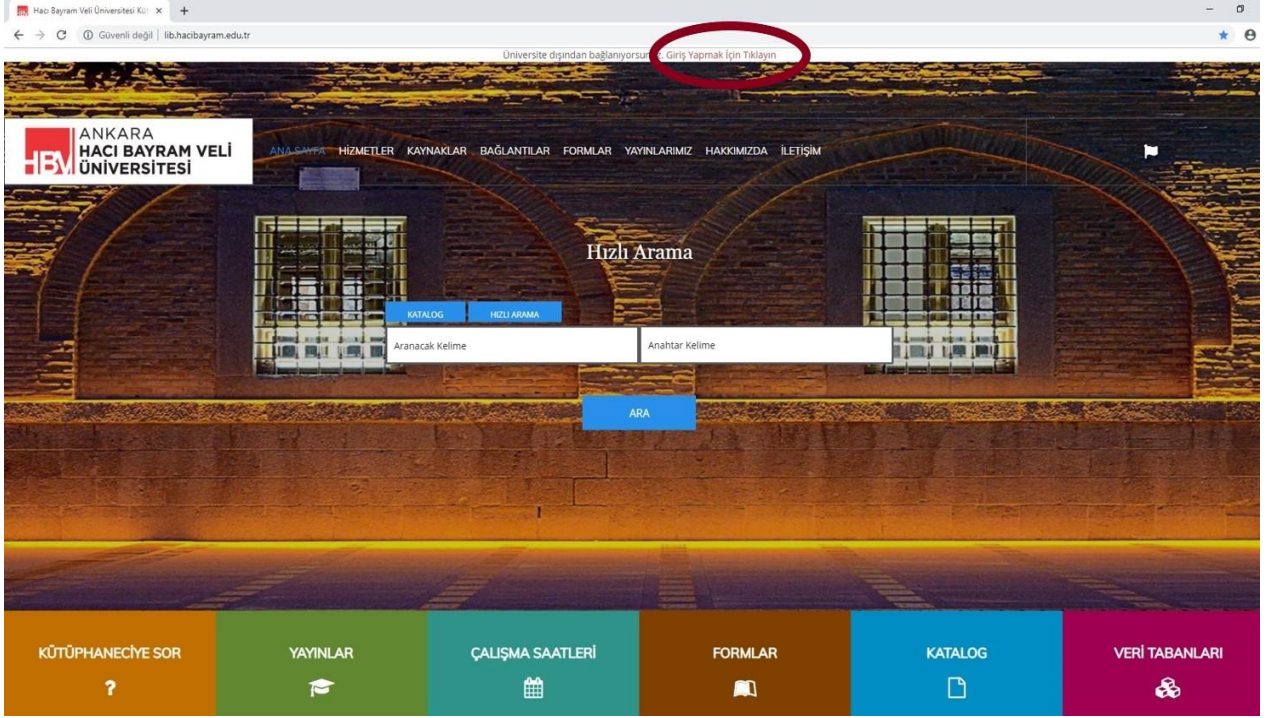 Hacı Bayram Veli Üniversitesi Kü
Güvenli değil | lib.hacibayram.edu.tr
Üniversite dışından bağlanıyorsunuz. Giriş Yapmak İçin Tıklayın
HBV
ANKARA
HACI BAYRAM VELİ
ÜNİVERSİTESİ
ANA SAYFA HİZMETLER KAYNAKLAR BAĞLANTILAR FORMLAR YAYINLARIMIZ HAKKIMIZDA İLETİŞİM
Hızlı Arama
KATALOG HIZLI ARAMA
Aranacak Kelime Anahtar Kelime
ARA
KÜTÜPHANECİYE SOR YAYINLAR ÇALIŞMA SAATLERİ FORMLAR KATALOG VERİ TABANLARI